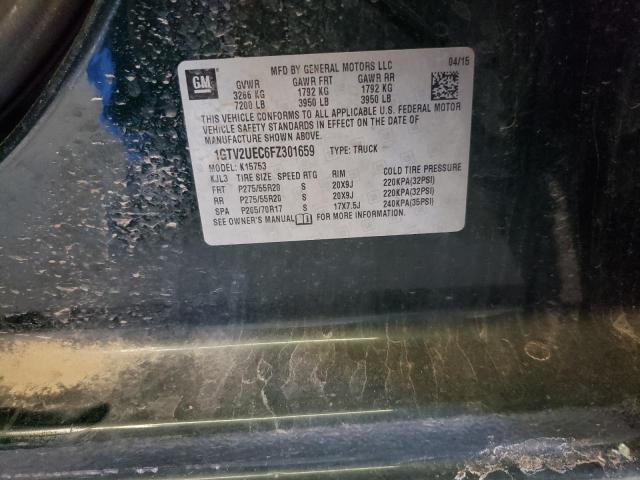 GM
MFD BY GENERAL MOTORS LLC
04/15
GVWR GAWR FRT GAWR RR
3266 KG 1792 KG 1792 KG
7200 LB 3950 LB 3950 LB
THIS VEHICLE CONFORMS TO ALL APPLICABLE U.S. FEDERAL MOTOR
VEHICLE SAFETY STANDARDS IN EFFECT ON THE DATE OF
MANUFACTURE SHOWN ABOVE.
1GTV2UEC6FZ301659 TYPE: TRUCK
MODEL: K15753
KJL3 TIRE SIZE SPEED RTG RIM COLD TIRE PRESSURE
FRT P275/55R20 S 20X9J 220KPA(32PSI)
RR P275/55R20 S 20X9J 220KPA(32PSI)
SPA P265/70R17 S 17X7.5J 240KPA(35PSI)
SEE OWNER'S MANUAL FOR MORE INFORMATION.